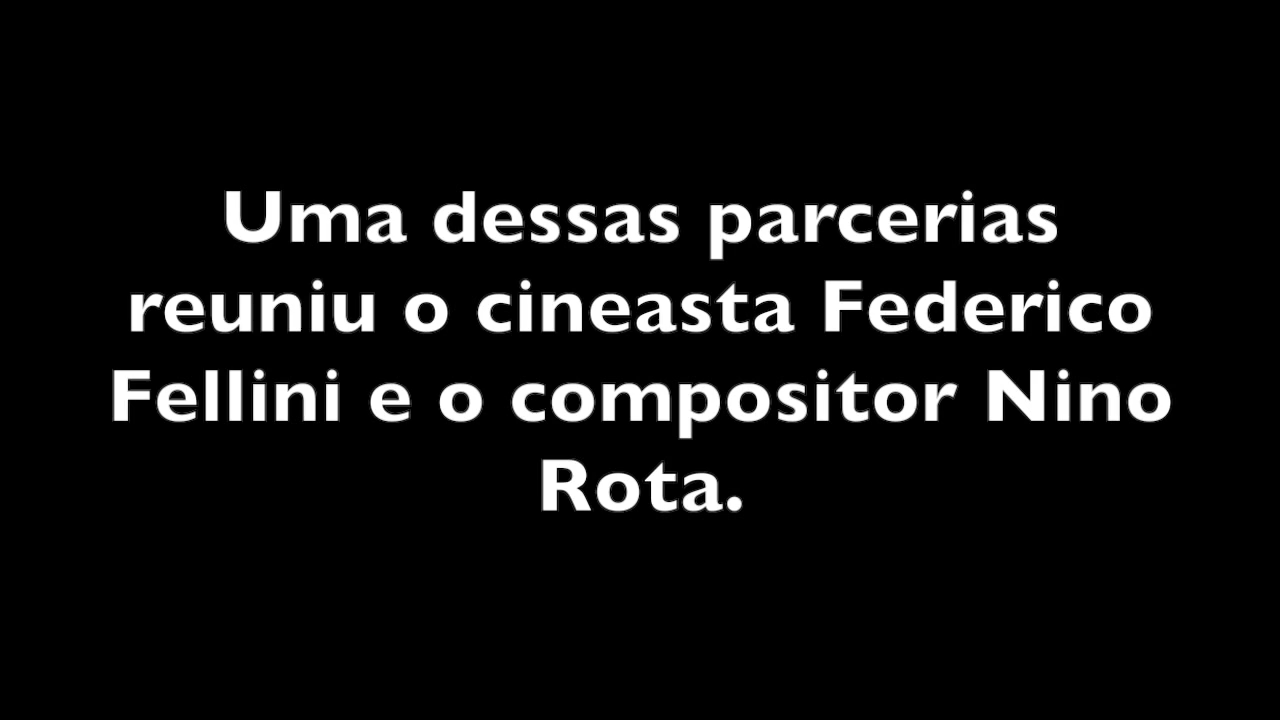 Uma dessas parcerias
reuniu o cineasta Federico
Fellini e o compositor Nino
Rota.